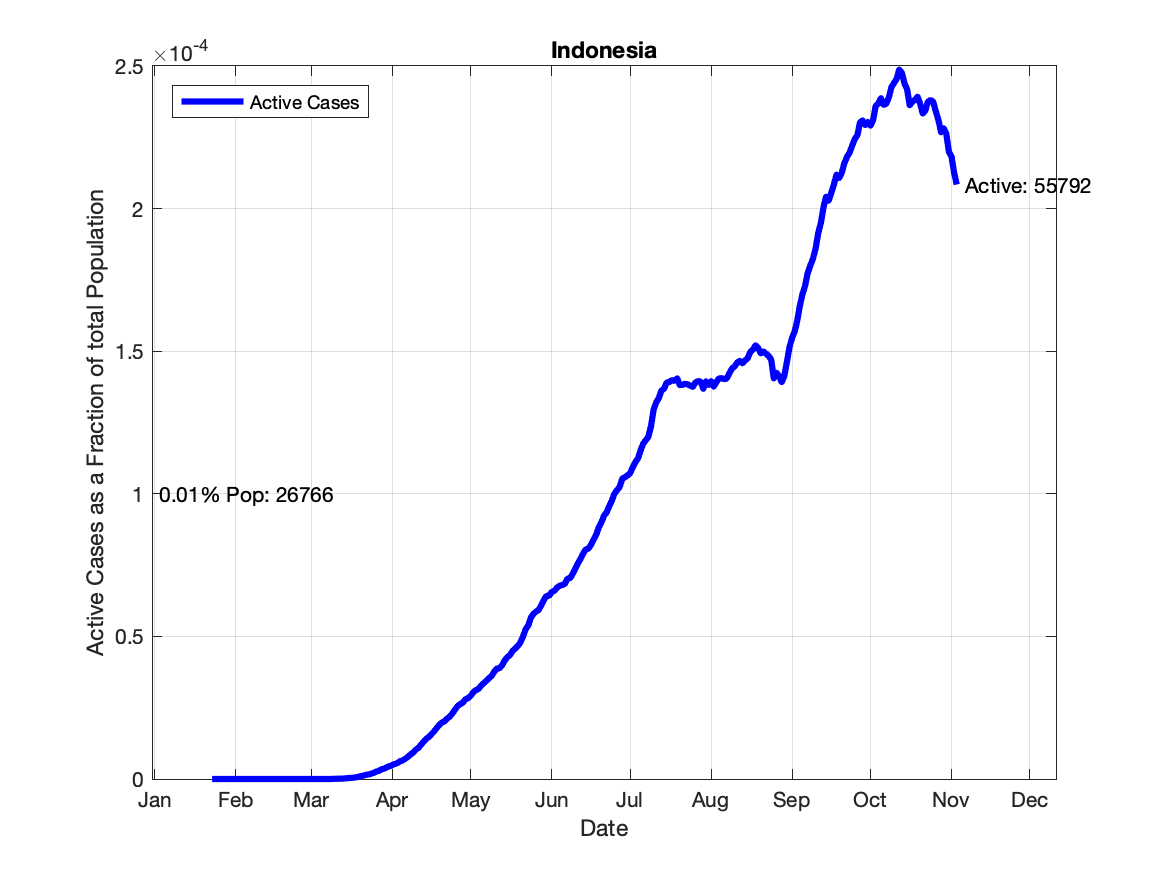 Indonesia
×10-4
2.5
2
1.5
1
0.5
0
Active Cases
Active: 55792
0.01% Pop: 26766
Active Cases as a Fraction of total Population
Jan Feb Mar Apr May Jun Jul Aug Sep Oct Nov Dec
Date